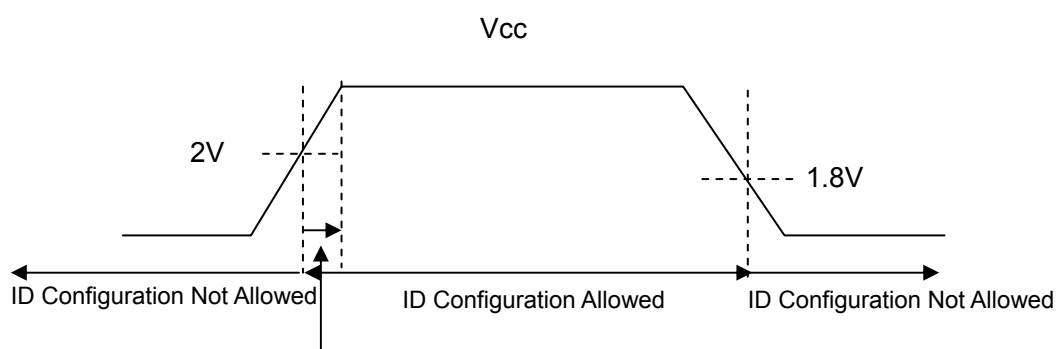 Vcc
2V
1.8V
ID Configuration Not Allowed
ID Configuration Allowed
ID Configuration Not Allowed